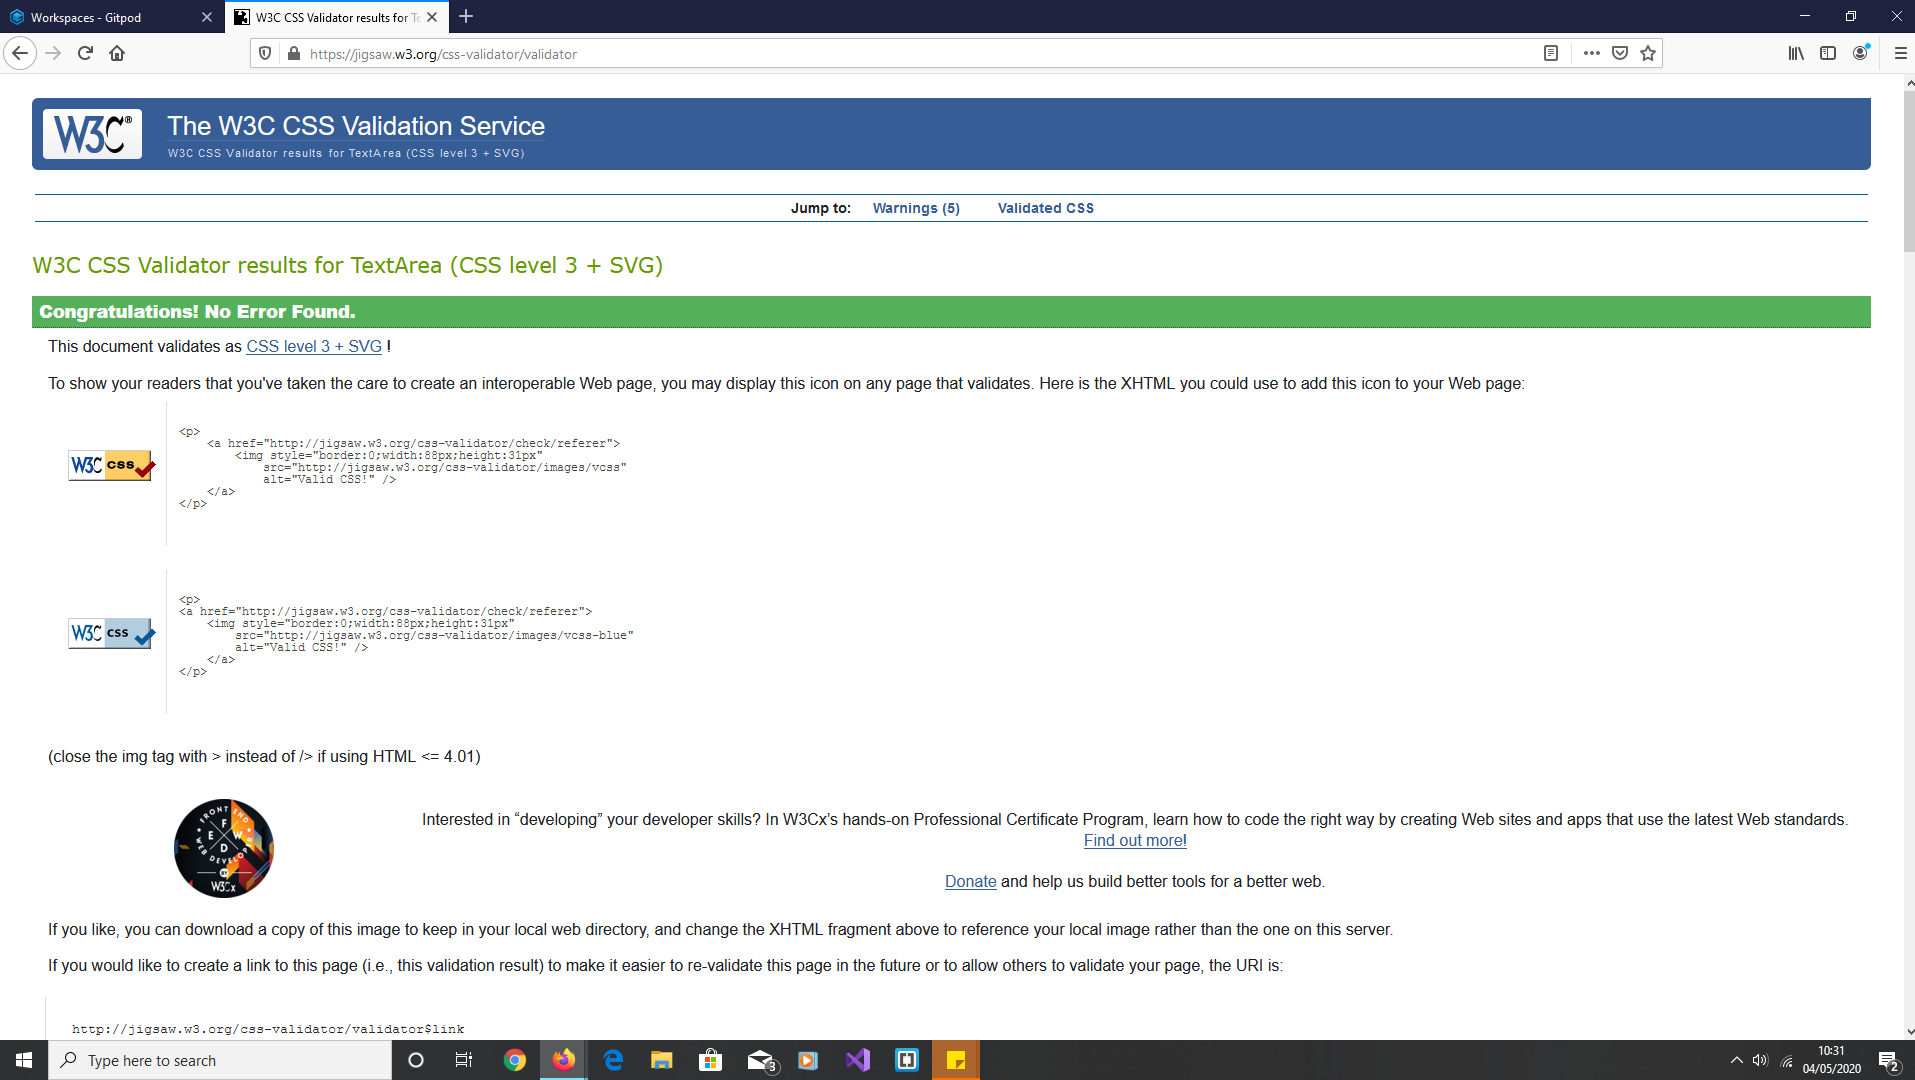 Workspaces - Gitpod
W3C CSS Validator results for Te
https://jigsaw.w3.org/css-validator/validator
W3C®
The W3C CSS Validation Service
W3C CSS Validator results for TextArea (CSS level 3 + SVG)
Jump to: Warnings (5) Validated CSS
W3C CSS Validator results for TextArea (CSS level 3 + SVG)
Congratulations! No Error Found.
This document validates as CSS level 3 + SVG !
To show your readers that you've taken the care to create an interoperable Web page, you may display this icon on any page that validates. Here is the XHTML you could use to add this icon to your Web page:
W3C css
<p>
<a href="http://jigsaw.w3.org/css-validator/check/referer">
<img style="border:0;width:88px;height:31px"
src="http://jigsaw.w3.org/css-validator/images/vcss"
alt="Valid CSS!" />
</a>
</p>
W3C css
<p>
<a href="http://jigsaw.w3.org/css-validator/check/referer">
<img style="border:0;width:88px;height:31px"
src="http://jigsaw.w3.org/css-validator/images/vcss-blue"
alt="Valid CSS!" />
</a>
</p>
(close the img tag with > instead of /> if using HTML <= 4.01)
FRONT END
F
E W
D
WEB DEVELOPER
BY
W3Cx
Interested in “developing” your developer skills? In W3Cx’s hands-on Professional Certificate Program, learn how to code the right way by creating Web sites and apps that use the latest Web standards.
Find out more!
Donate and help us build better tools for a better web.
If you like, you can download a copy of this image to keep in your local web directory, and change the XHTML fragment above to reference your local image rather than the one on this server.
If you would like to create a link to this page (i.e., this validation result) to make it easier to re-validate this page in the future or to allow others to validate your page, the URI is:
http://jigsaw.w3.org/css-validator/validator$link
Type here to search
3
10:31
04/05/2020
2